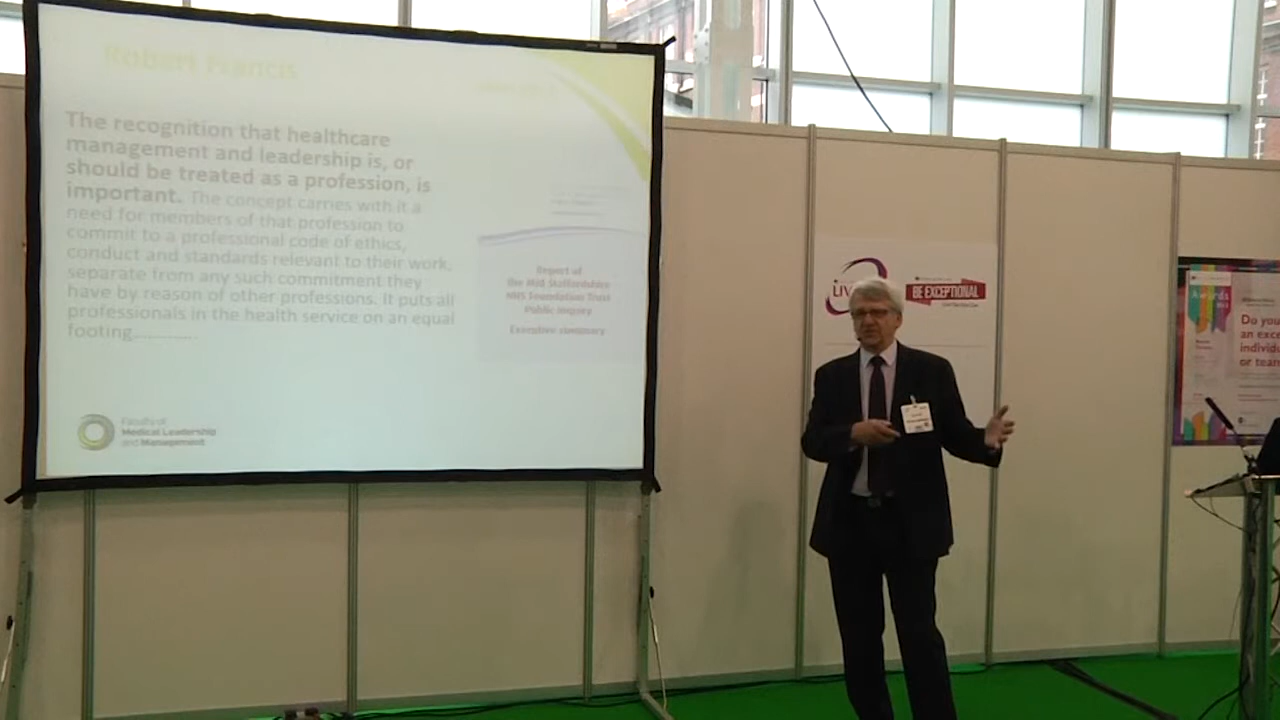 Robert Francis
The recognition that healthcare
management and leadership is, or
should be treated as a profession, is
important. The concept carries with it a
need for members of that profession to
commit to a professional code of ethics,
conduct and standards relevant to their work,
separate from any such commitment they
have by reason of other professions. It puts all
professionals in the health service on an equal
footing............
Report of
the Mid Staffordshire
NHS Foundation Trust
Public Inquiry
Executive summary
Faculty of
Medical Leadership
and Management
LIV
BE EXCEPTIONAL
Awards
Do you
an exce
individ
or tea